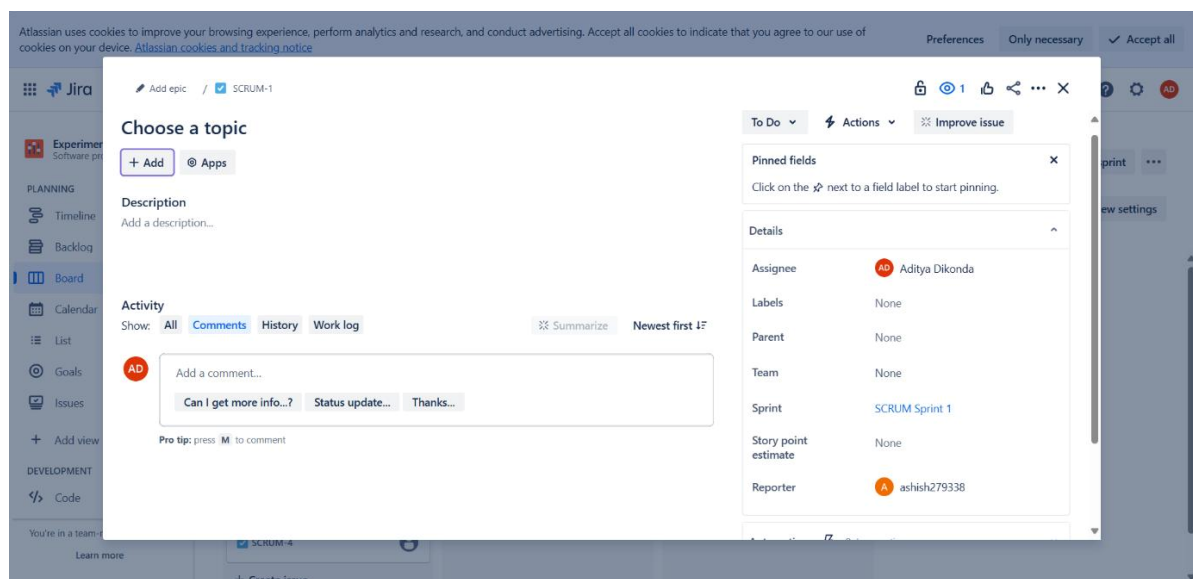 Atlassian uses cookies to improve your browsing experience, perform analytics and research, and conduct advertising. Accept all cookies to indicate that you agree to our use of
cookies on your device. Atlassian cookies and tracking notice
Preferences
Only necessary
Accept all
Jira
AD
Experimen
Software pr
PLANNING
Timeline
Backlog
Board
Calendar
List
Goals
Issues
Add view
DEVELOPMENT
Code
You're in a team-
Learn more
Add epic / SCRUM-1
1
Choose a topic
+ Add
Apps
Description
Add a description...
Activity
Show: All Comments History Work log
Summarize
Newest first
AD
Add a comment...
Can I get more info...? Status update... Thanks...
Pro tip: press M to comment
To Do
Actions
Improve issue
Pinned fields
Click on the next to a field label to start pinning.
Details
Assignee AD Aditya Dikonda
Labels None
Parent None
Team None
Sprint SCRUM Sprint 1
Story point
estimate None
Reporter A ashish279338
print
ew settings
SCRUM-4